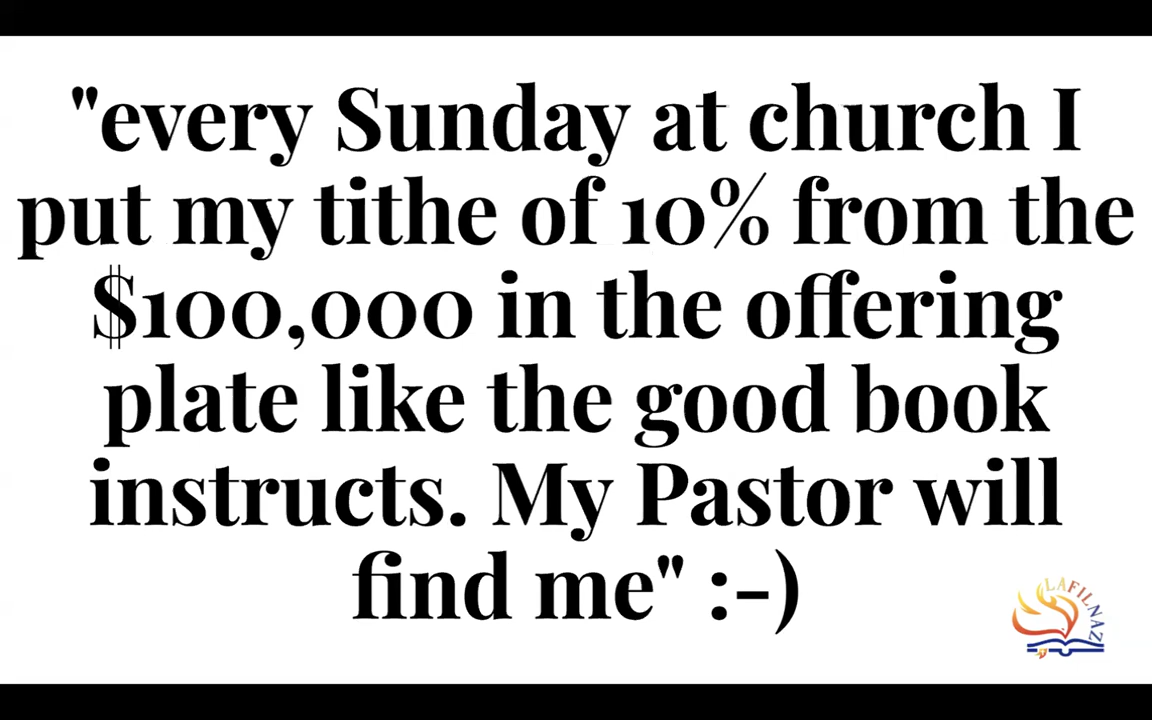 "every Sunday at church I
put my tithe of 10% from the
$100,000 in the offering
plate like the good book
instructs. My Pastor will
find me" :-)
LAFILNAZ